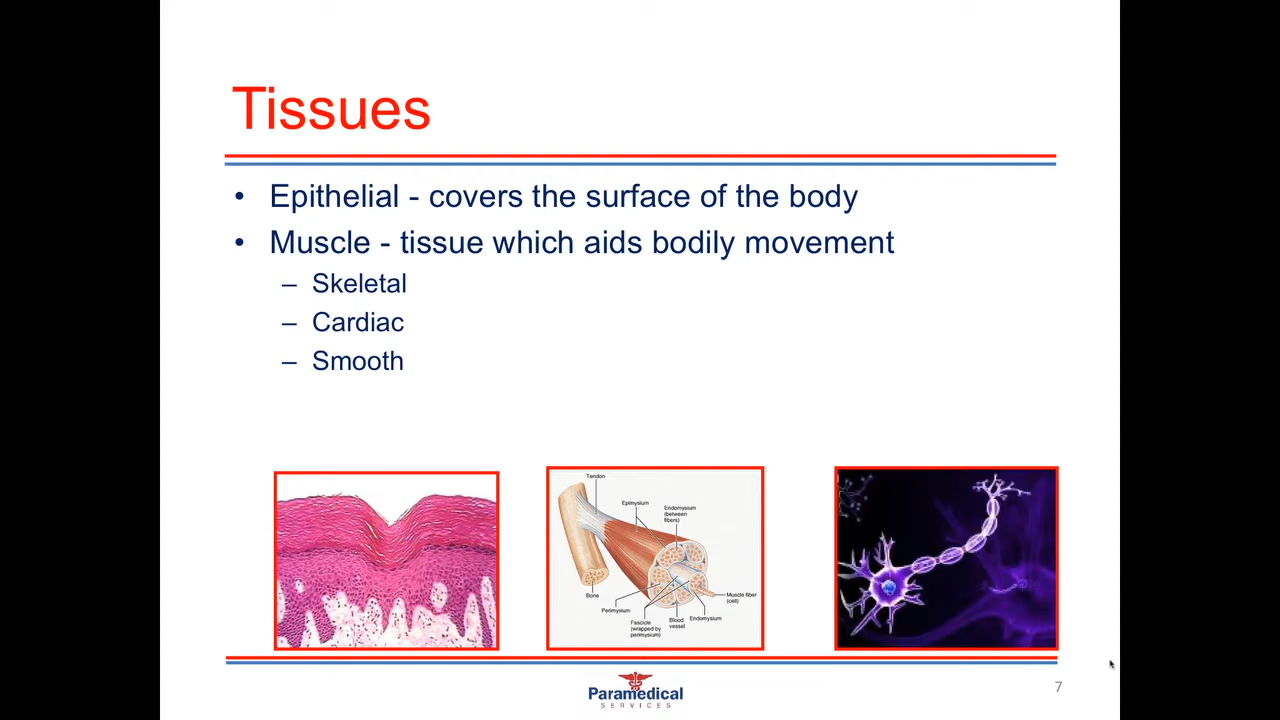 Tissues
• Epithelial - covers the surface of the body
• Muscle - tissue which aids bodily movement
– Skeletal
– Cardiac
– Smooth
Tendon
Epimysium
Endomysium
(between
fibers)
Bone
Perimysium
Fascicle
(wrapped by
perimysium)
Blood
vessel
Endomysium
Muscle fiber
(cell)
Paramedical
SERVICES
7